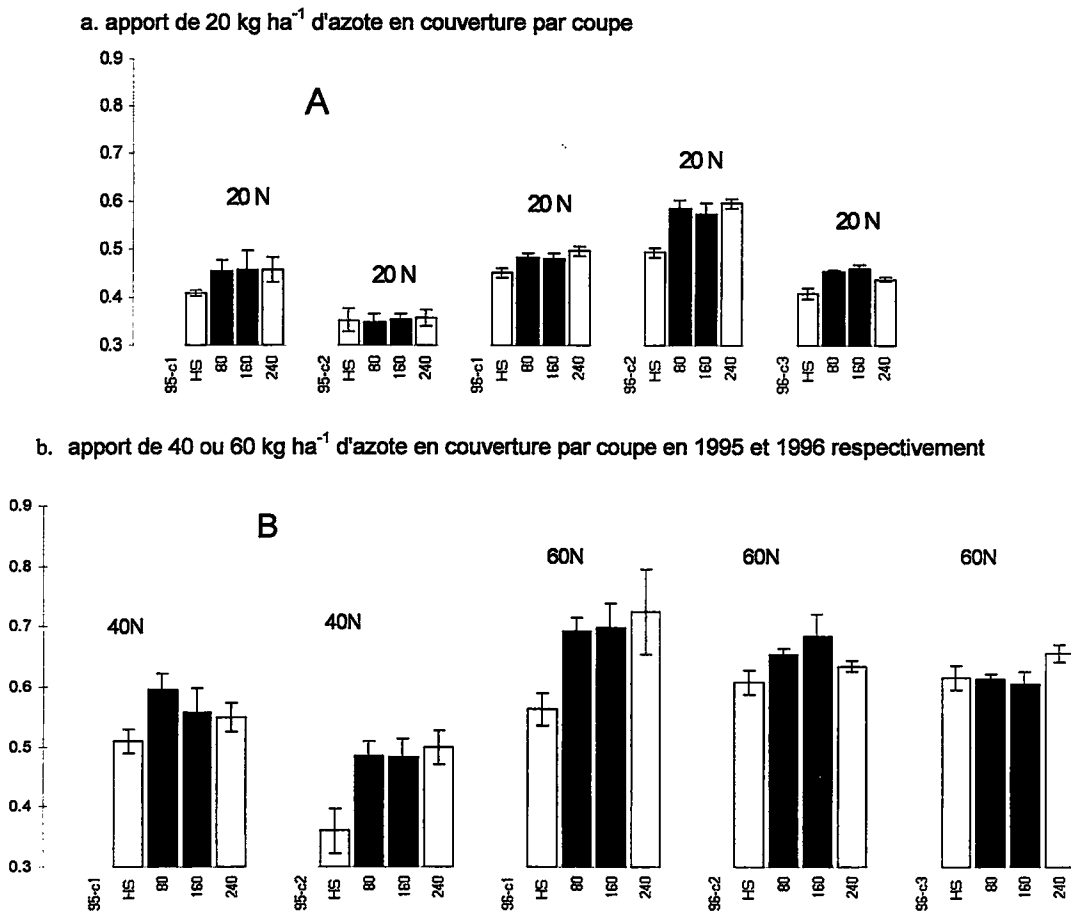 a. apport de 20 kg ha⁻¹ d'azote en couverture par coupe
0.9
0.8
0.7
0.6
0.5
0.4
0.3
A
20 N
20 N
20 N
20 N
20 N
95-c1 HS 80 160 240 95-c2 HS 80 160 240 96-c1 HS 80 160 240 96-c2 HS 80 160 240 96-c3 HS 80 160 240
b. apport de 40 ou 60 kg ha⁻¹ d'azote en couverture par coupe en 1995 et 1996 respectivement
0.9
0.8
0.7
0.6
0.5
0.4
0.3
B
40N
40N
60N
60N
60N
95-c1 HS 80 160 240 95-c2 HS 80 160 240 96-c1 HS 80 160 240 96-c2 HS 80 160 240 96-c3 HS 80 160 240